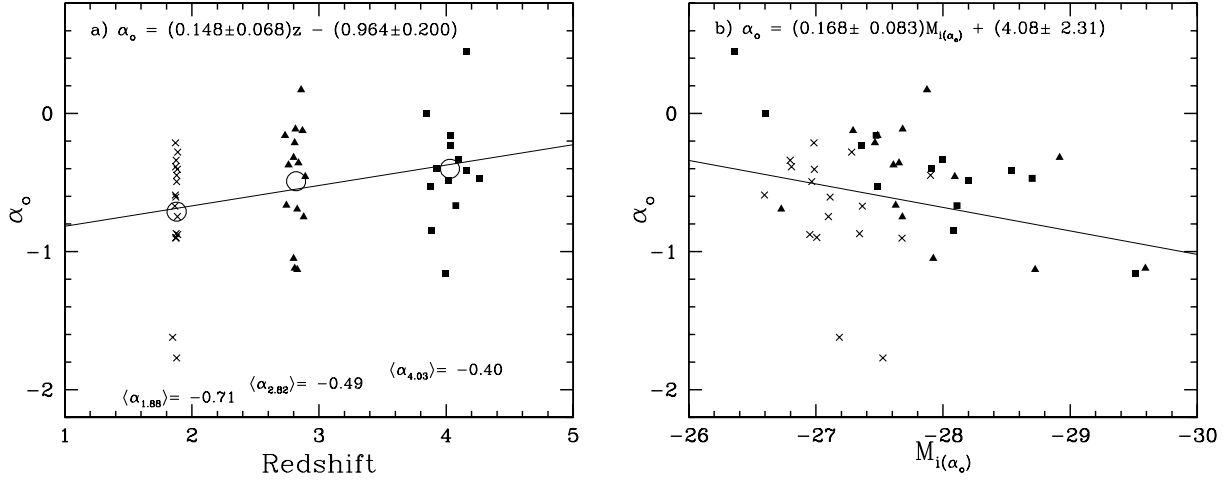 a) α₀ = (0.148±0.068)z − (0.964±0.200)
0
−1
−2
α₀
⟨α₁.₈₈⟩= −0.71
⟨α₂.₈₂⟩= −0.49
⟨α₄.₀₃⟩= −0.40
1 2 3 4 5
Redshift
b) α₀ = (0.168± 0.083)M_i(α₀) + (4.08± 2.31)
0
−1
−2
α₀
−26 −27 −28 −29 −30
M_i(α₀)